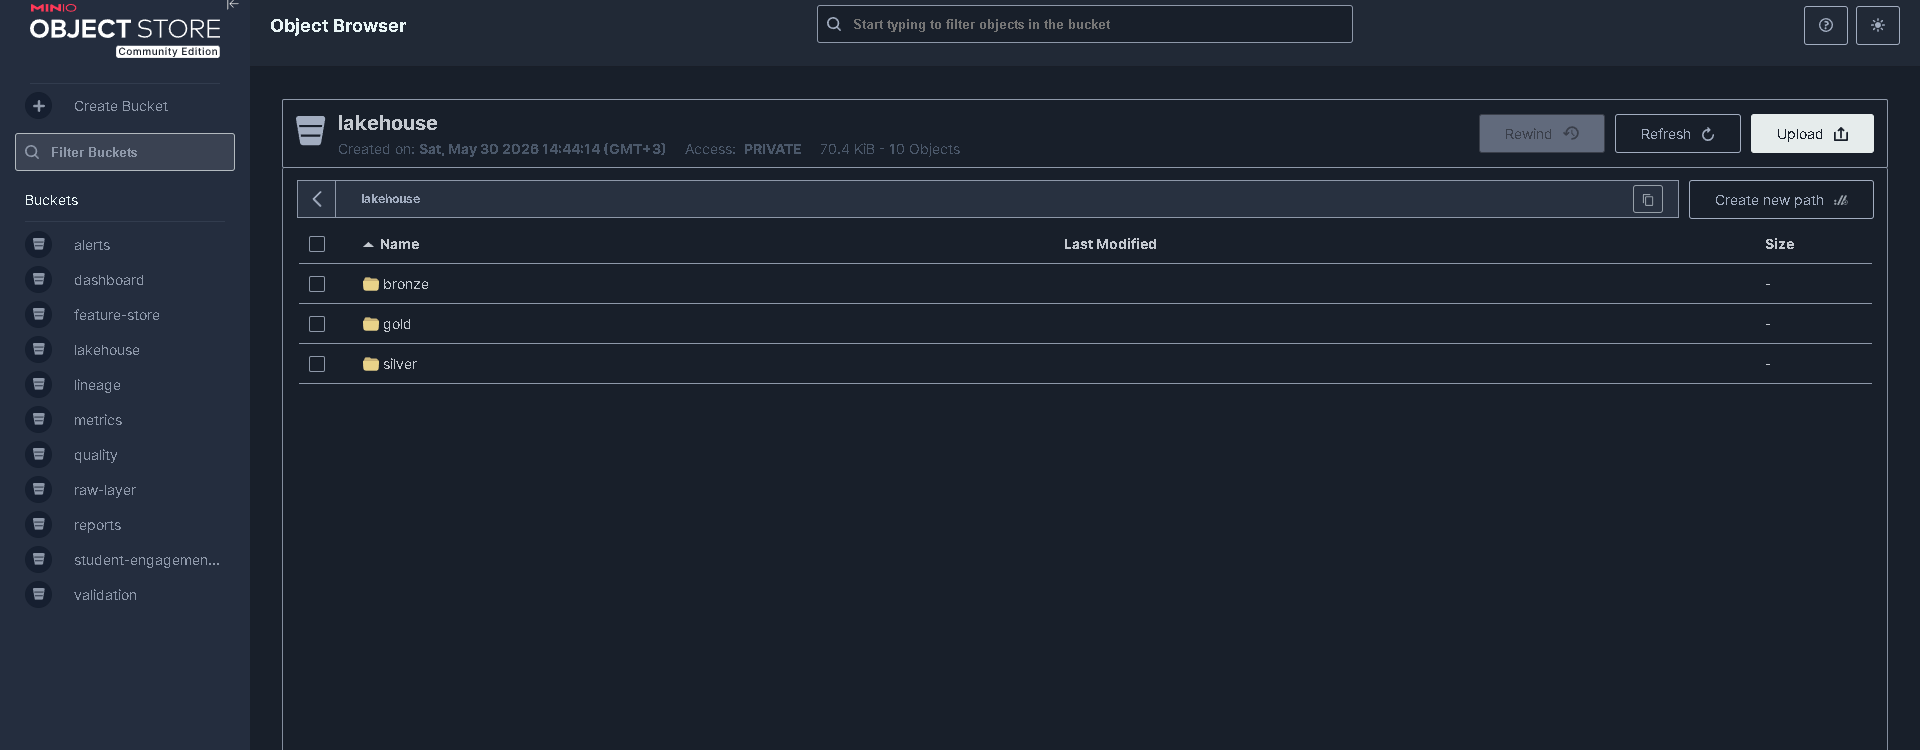 MINIO
OBJECT STORE
Community Edition
Create Bucket
Filter Buckets
Buckets
alerts
dashboard
feature-store
lakehouse
lineage
metrics
quality
raw-layer
reports
student-engagemen...
validation
Object Browser
Start typing to filter objects in the bucket
lakehouse
Created on: Sat, May 30 2026 14:44:14 (GMT+3) Access: PRIVATE 70.4 KiB - 10 Objects
Rewind
Refresh
Upload
lakehouse
Create new path
Name Last Modified Size
bronze -
gold -
silver -